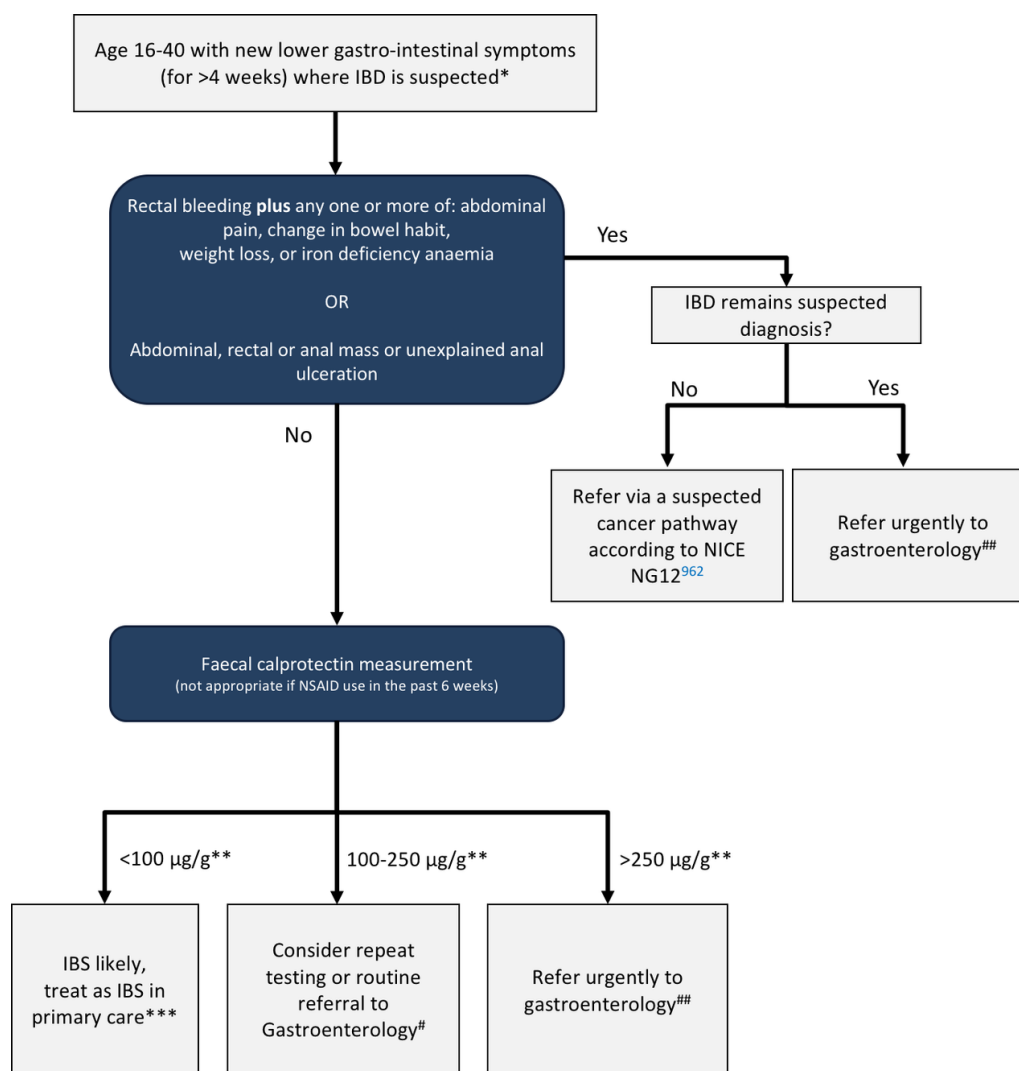 Age 16-40 with new lower gastro-intestinal symptoms
(for >4 weeks) where IBD is suspected*
Rectal bleeding plus any one or more of: abdominal
pain, change in bowel habit,
weight loss, or iron deficiency anaemia
OR
Abdominal, rectal or anal mass or unexplained anal
ulceration
Yes
IBD remains suspected
diagnosis?
No
Yes
Refer via a suspected
cancer pathway
according to NICE
NG12962
Refer urgently to
gastroenterology##
No
Faecal calprotectin measurement
(not appropriate if NSAID use in the past 6 weeks)
<100 µg/g**
100-250 µg/g**
>250 µg/g**
IBS likely,
treat as IBS in
primary care***
Consider repeat
testing or routine
referral to
Gastroenterology#
Refer urgently to
gastroenterology##